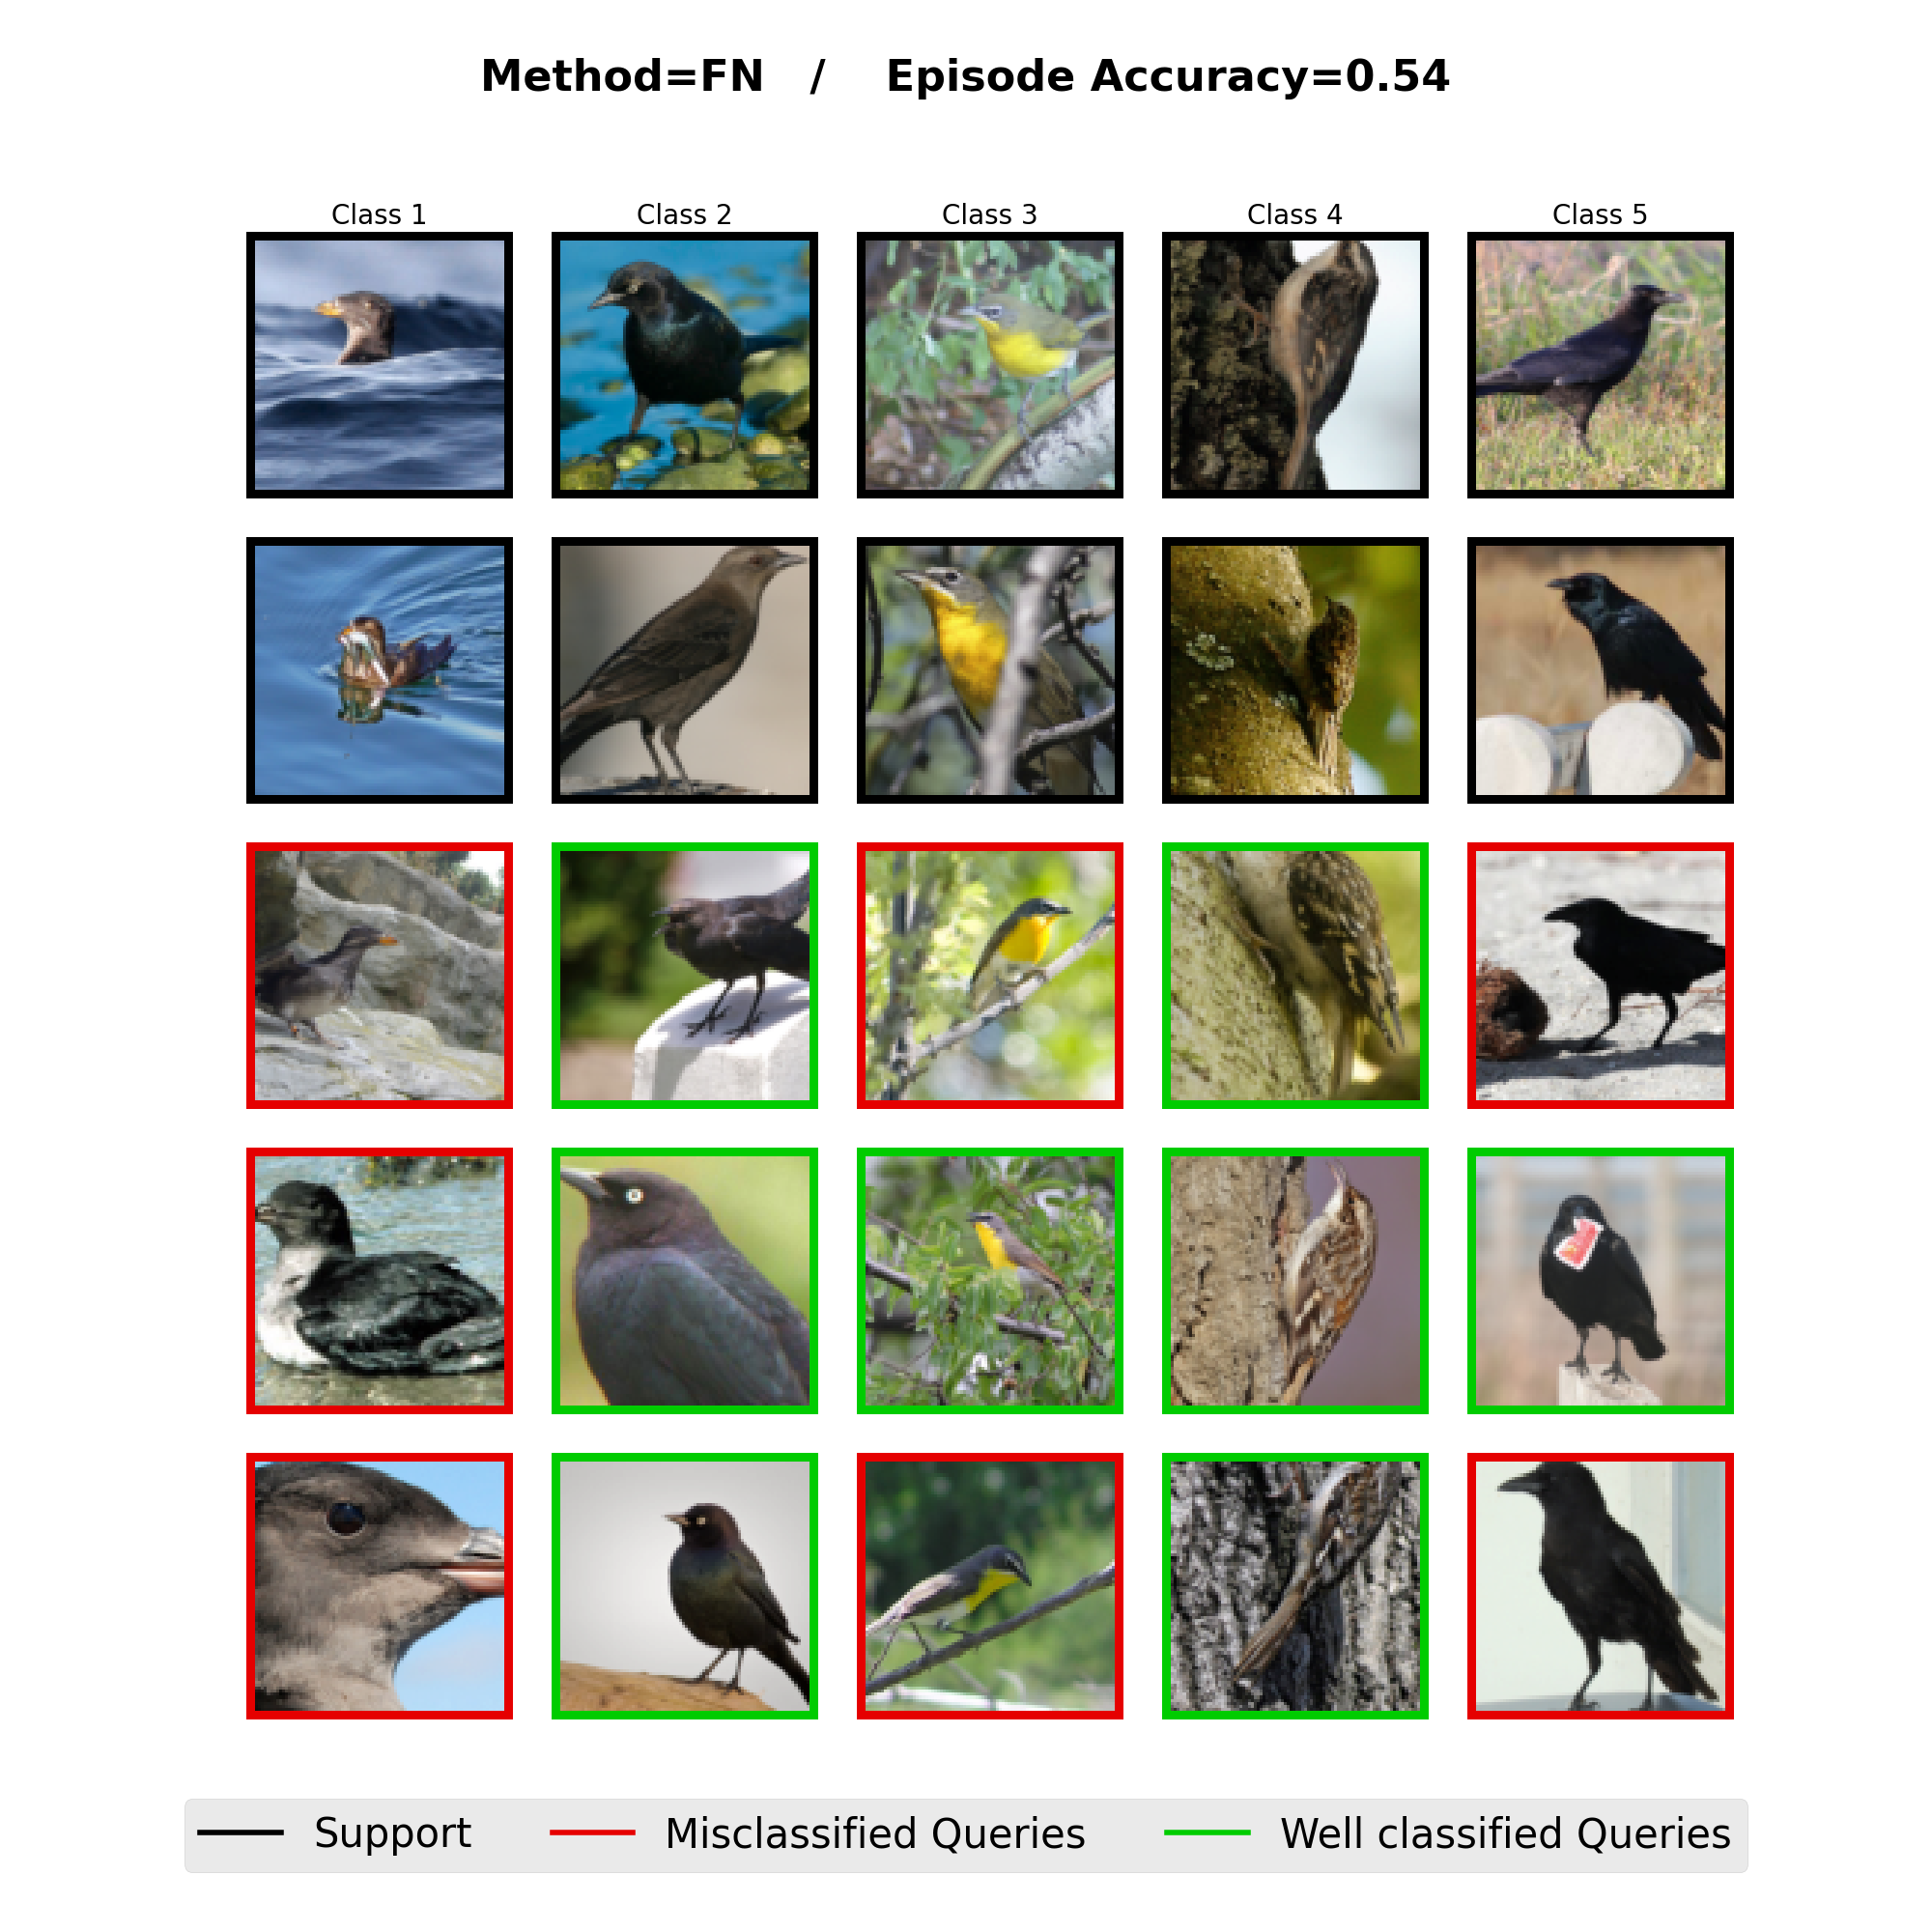 Method=FN / Episode Accuracy=0.54
Class 1 Class 2 Class 3 Class 4 Class 5
Support Misclassified Queries Well classified Queries